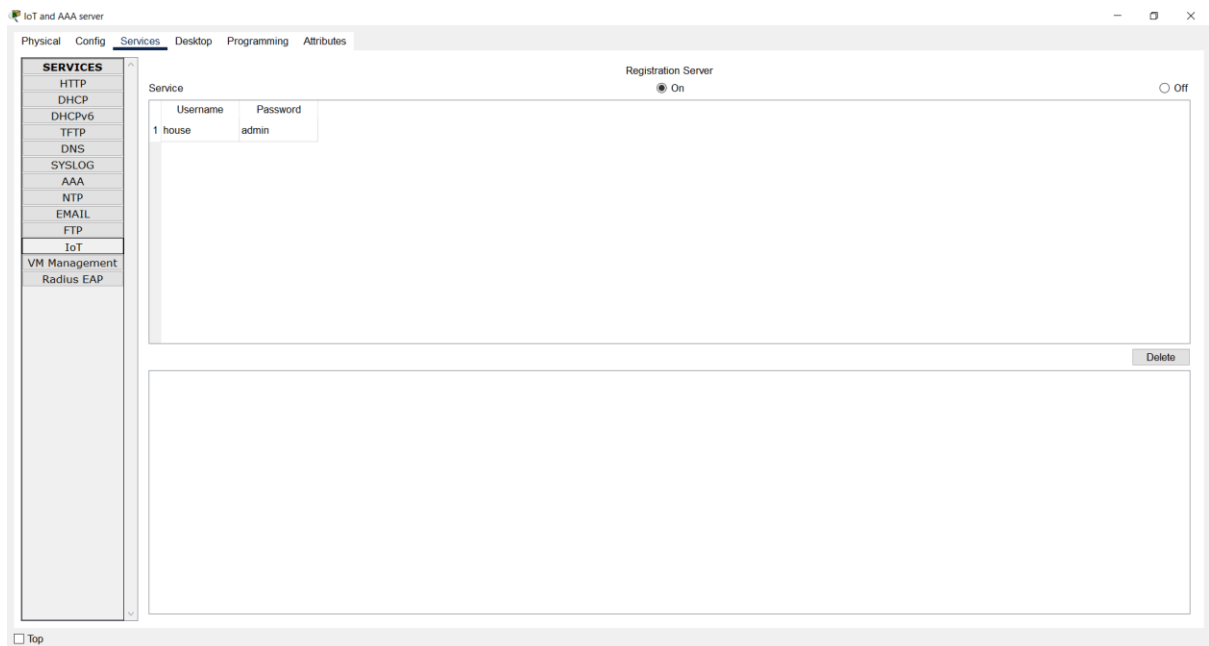 IoT and AAA server
Physical Config Services Desktop Programming Attributes
SERVICES
HTTP
DHCP
DHCPv6
TFTP
DNS
SYSLOG
AAA
NTP
EMAIL
FTP
IoT
VM Management
Radius EAP
Registration Server
Service On Off
Username Password
1 house admin
Delete
Top